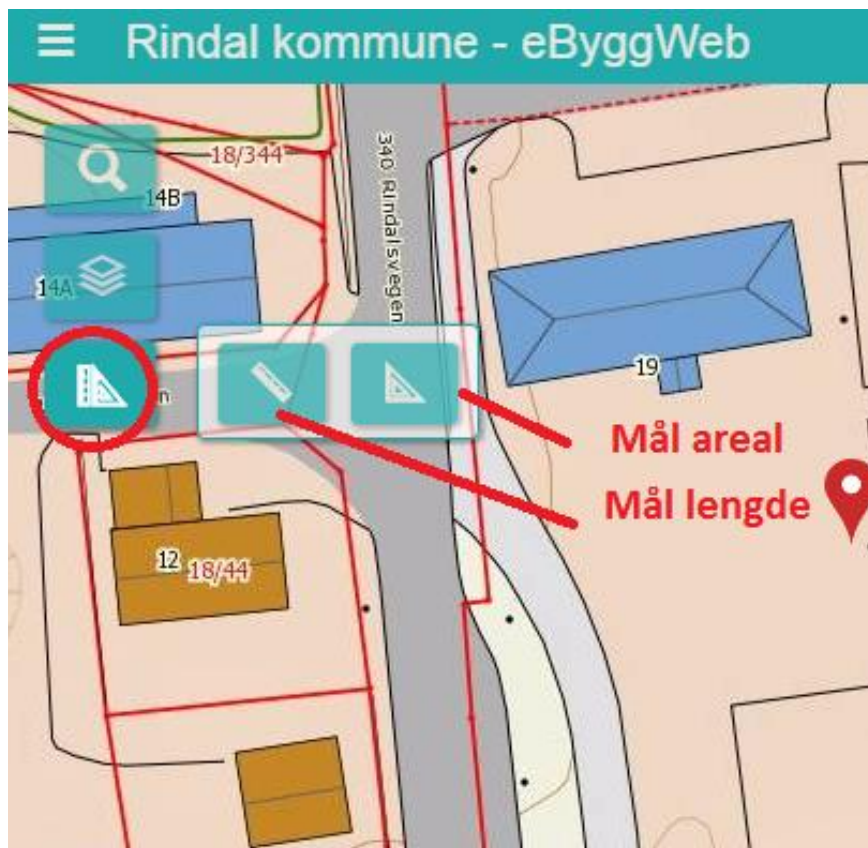 Rindal kommune - eByggWeb
18/344
340 Rindalsvegen
14B
14A
19
n
Mål areal
Mål lengde
12
18/44